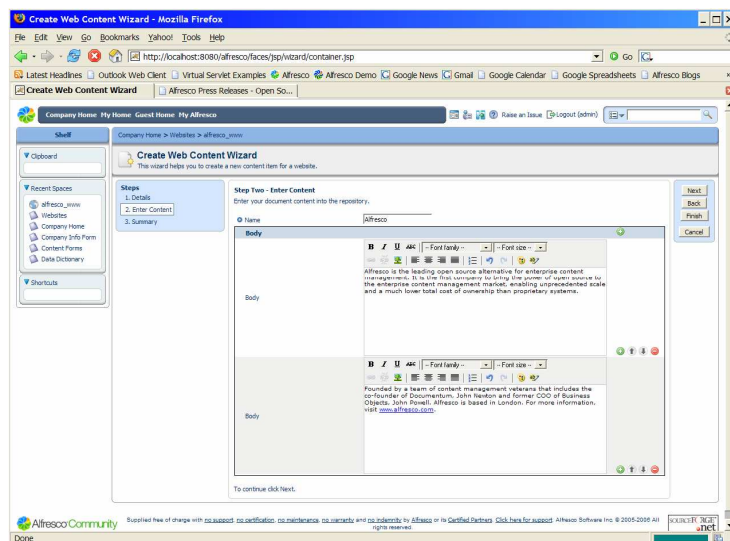 Create Web Content Wizard - Mozilla Firefox
File Edit View Go Bookmarks Yahoo! Tools Help
http://localhost:8080/alfresco/faces/jsp/wizard/container.jsp Go
Latest Headlines Outlook Web Client Virtual Servlet Examples Alfresco Alfresco Demo Google News Gmail Google Calendar Google Spreadsheets Alfresco Blogs
Create Web Content Wizard Alfresco Press Releases - Open So...
Company Home My Home Guest Home My Alfresco Raise an Issue Logout (admin)
Shelf
Company Home > Websites > alfresco_www
Clipboard
Create Web Content Wizard
This wizard helps you to create a new content item for a website.
Recent Spaces
alfresco_www
Websites
Company Home
Company Info Form
Content Forms
Data Dictionary
Shortcuts
Steps
1. Details
2. Enter Content
3. Summary
Step Two - Enter Content
Enter your document content into the repository.
Name Alfresco
Body
B I U ABC -- Font family -- -- Font size --
Body
Alfresco is the leading open source alternative for enterprise content
management. It is the first company to bring the power of open source to
the enterprise content management market, enabling unprecedented scale
and a much lower total cost of ownership than proprietary systems.
B I U ABC -- Font family -- -- Font size --
Body
Founded by a team of content management veterans that includes the
co-founder of Documentum, John Newton and former COO of Business
Objects, John Powell. Alfresco is based in London. For more information,
visit www.alfresco.com.
To continue click Next.
Next
Back
Finish
Cancel
Alfresco Community
Supplied free of charge with no support, no certification, no maintenance, no warranty and no indemnity by Alfresco or its Certified Partners. Click here for support. Alfresco Software Inc. © 2005-2006 All
rights reserved.
SOURCEFORGE
.net
Done